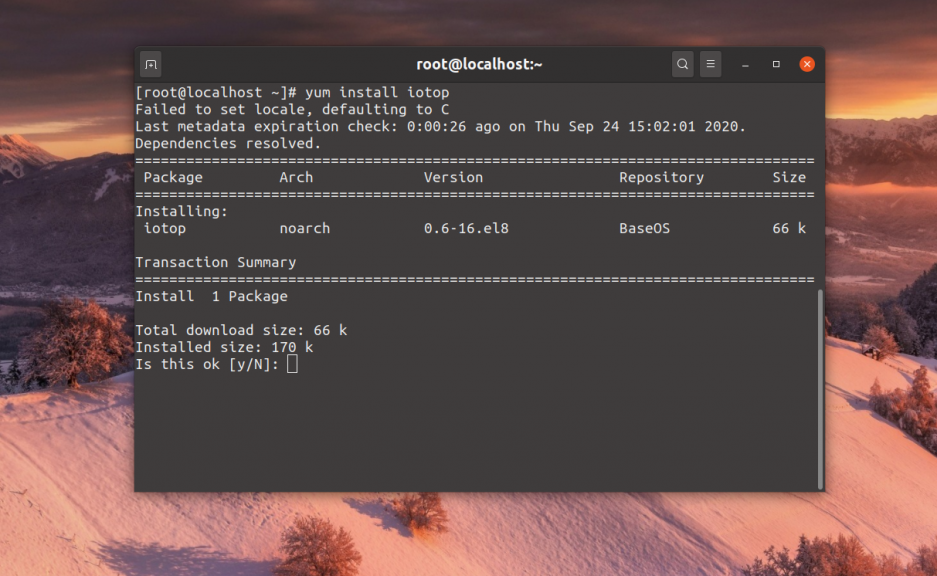 root@localhost:~
[root@localhost ~]# yum install iotop
Failed to set locale, defaulting to C
Last metadata expiration check: 0:00:26 ago on Thu Sep 24 15:02:01 2020.
Dependencies resolved.
================================================================================
Package Arch Version Repository Size
================================================================================
Installing:
iotop noarch 0.6-16.el8 BaseOS 66 k
Transaction Summary
================================================================================
Install 1 Package
Total download size: 66 k
Installed size: 170 k
Is this ok [y/N]: